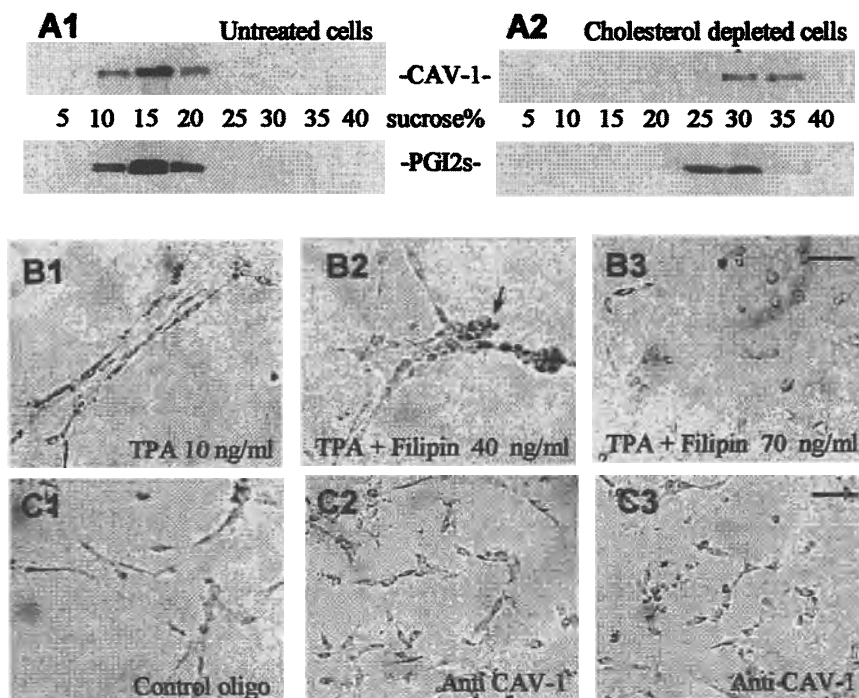 A1 Untreated cells
A2 Cholesterol depleted cells
-CAV-1-
5 10 15 20 25 30 35 40 sucrose% 5 10 15 20 25 30 35 40
-PGI2s-
B1
TPA 10 ng/ml
B2
TPA + Filipin 40 ng/ml
B3
TPA + Filipin 70 ng/ml
C1
Control oligo
C2
Anti CAV-1
C3
Anti CAV-1